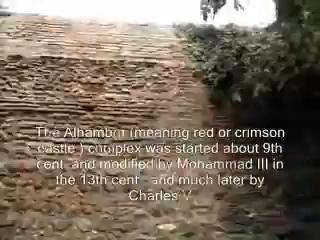 The Alhambra (meaning red or crimson
castle ) complex was started about 9th
cent. and modified by Mohammad III in
the 13th cent . and much later by
Charles V